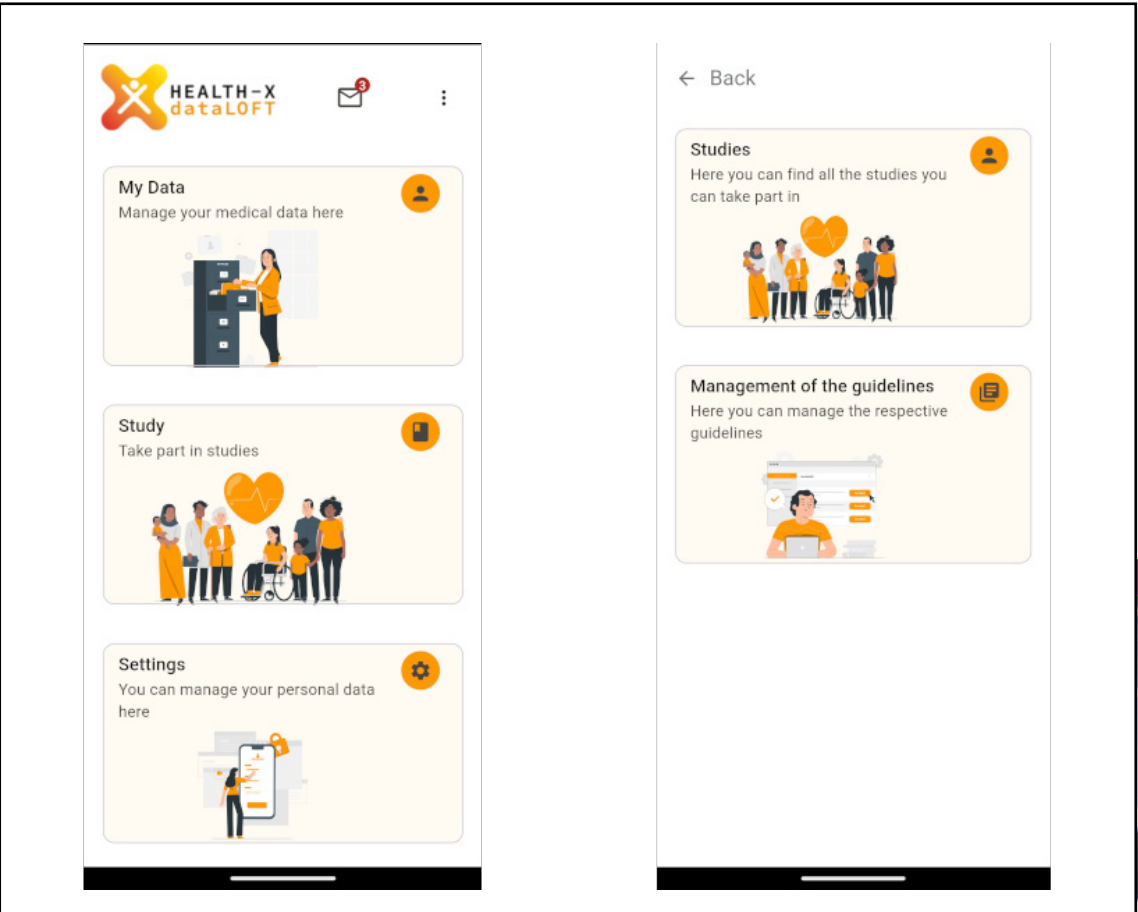 HEALTH-X
dataLOFT
3
My Data
Manage your medical data here
Study
Take part in studies
Settings
You can manage your personal data
here
Back
Studies
Here you can find all the studies you
can take part in
Management of the guidelines
Here you can manage the respective
guidelines